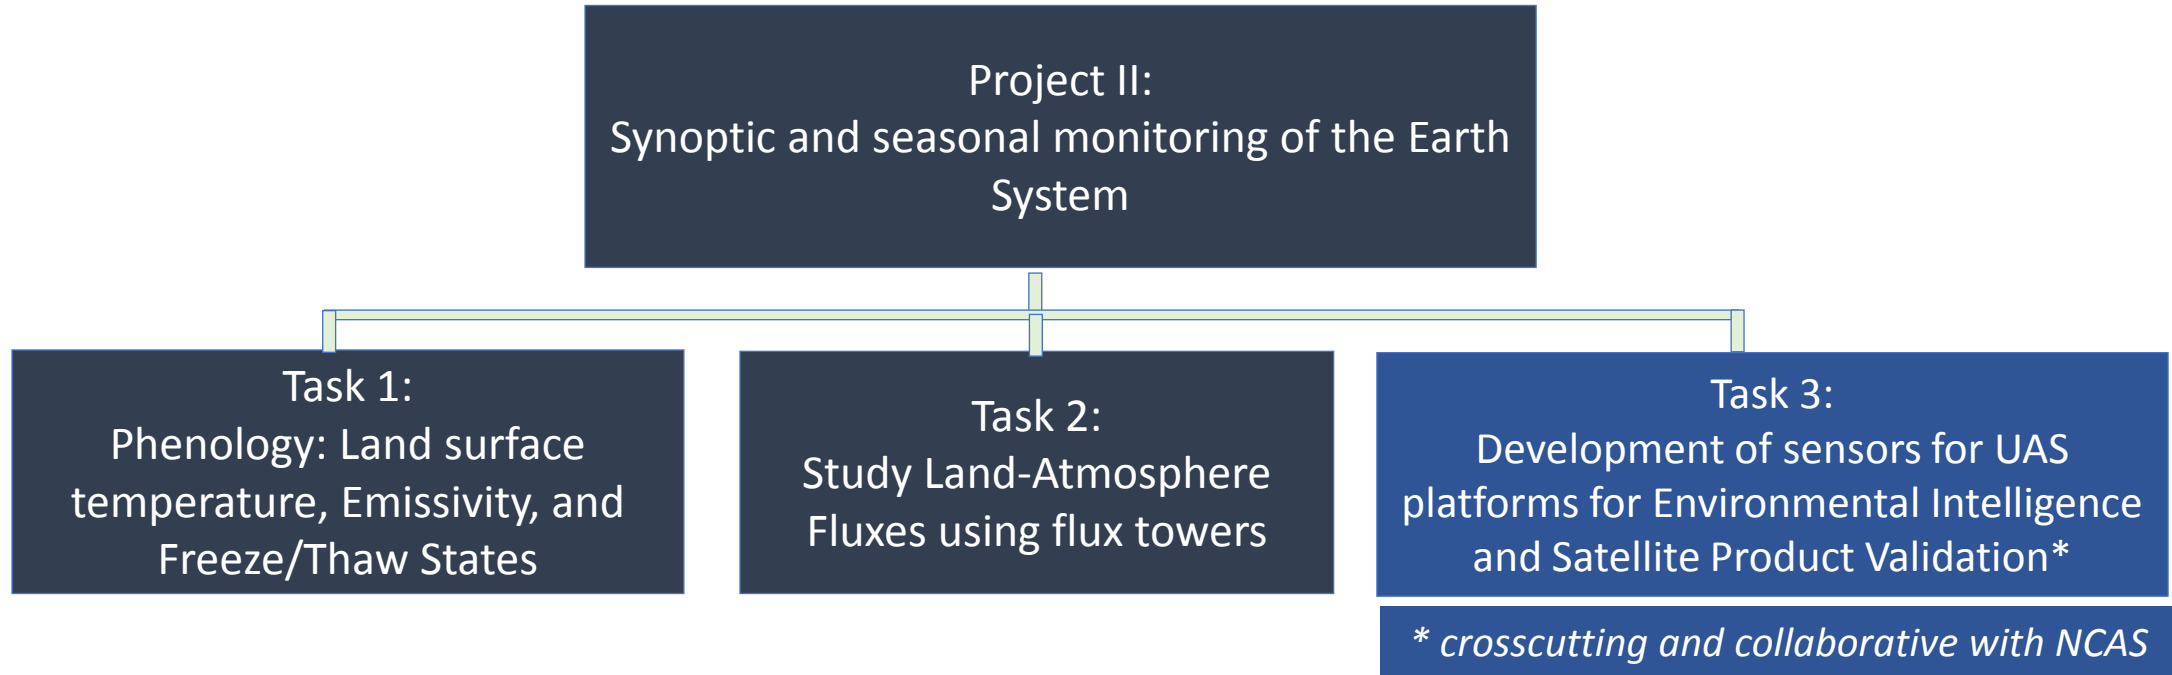 Project II:
Synoptic and seasonal monitoring of the Earth
System
Task 1:
Phenology: Land surface
temperature, Emissivity, and
Freeze/Thaw States
Task 2:
Study Land-Atmosphere
Fluxes using flux towers
Task 3:
Development of sensors for UAS
platforms for Environmental Intelligence
and Satellite Product Validation*
* crosscutting and collaborative with NCAS